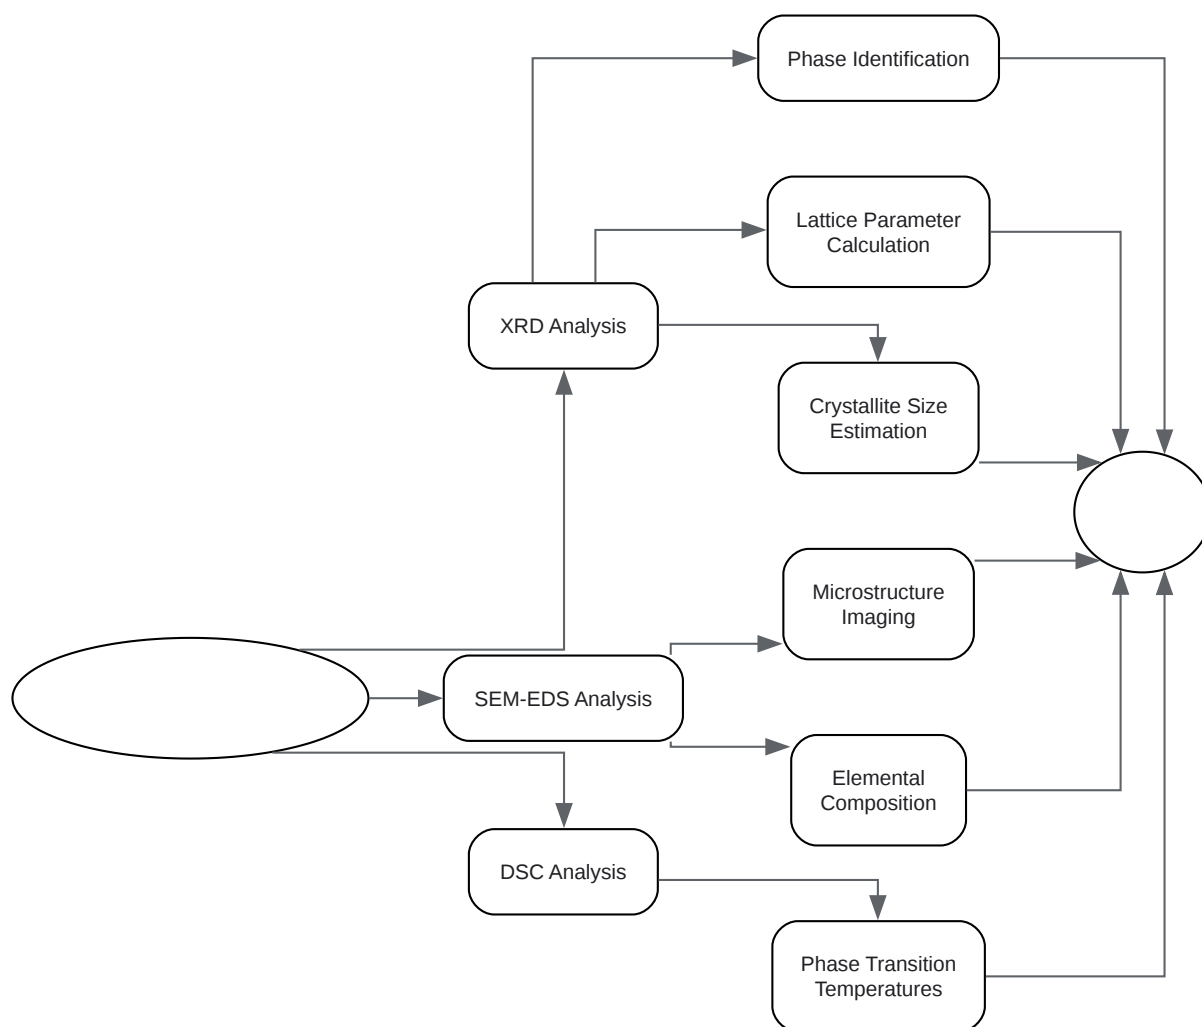 Phase Identification
Lattice Parameter
Calculation
XRD Analysis
Crystallite Size
Estimation
Microstructure
Imaging
SEM-EDS Analysis
Elemental
Composition
DSC Analysis
Phase Transition
Temperatures